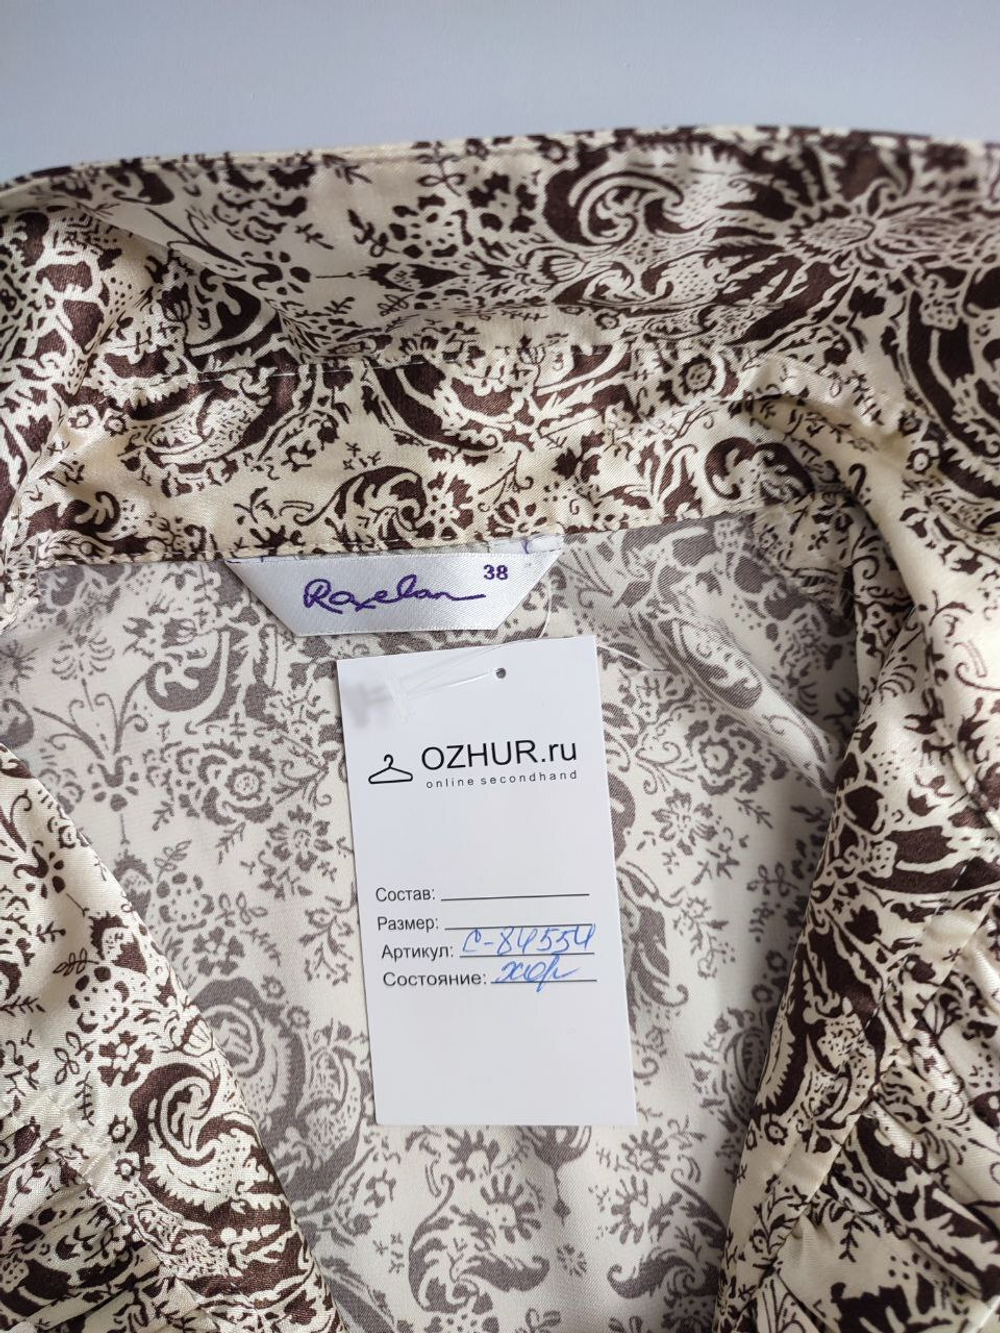 Roxelan 38
OZHUR.ru
online secondhand
Состав:
Размер:
Артикул: С-84554
Состояние: хор